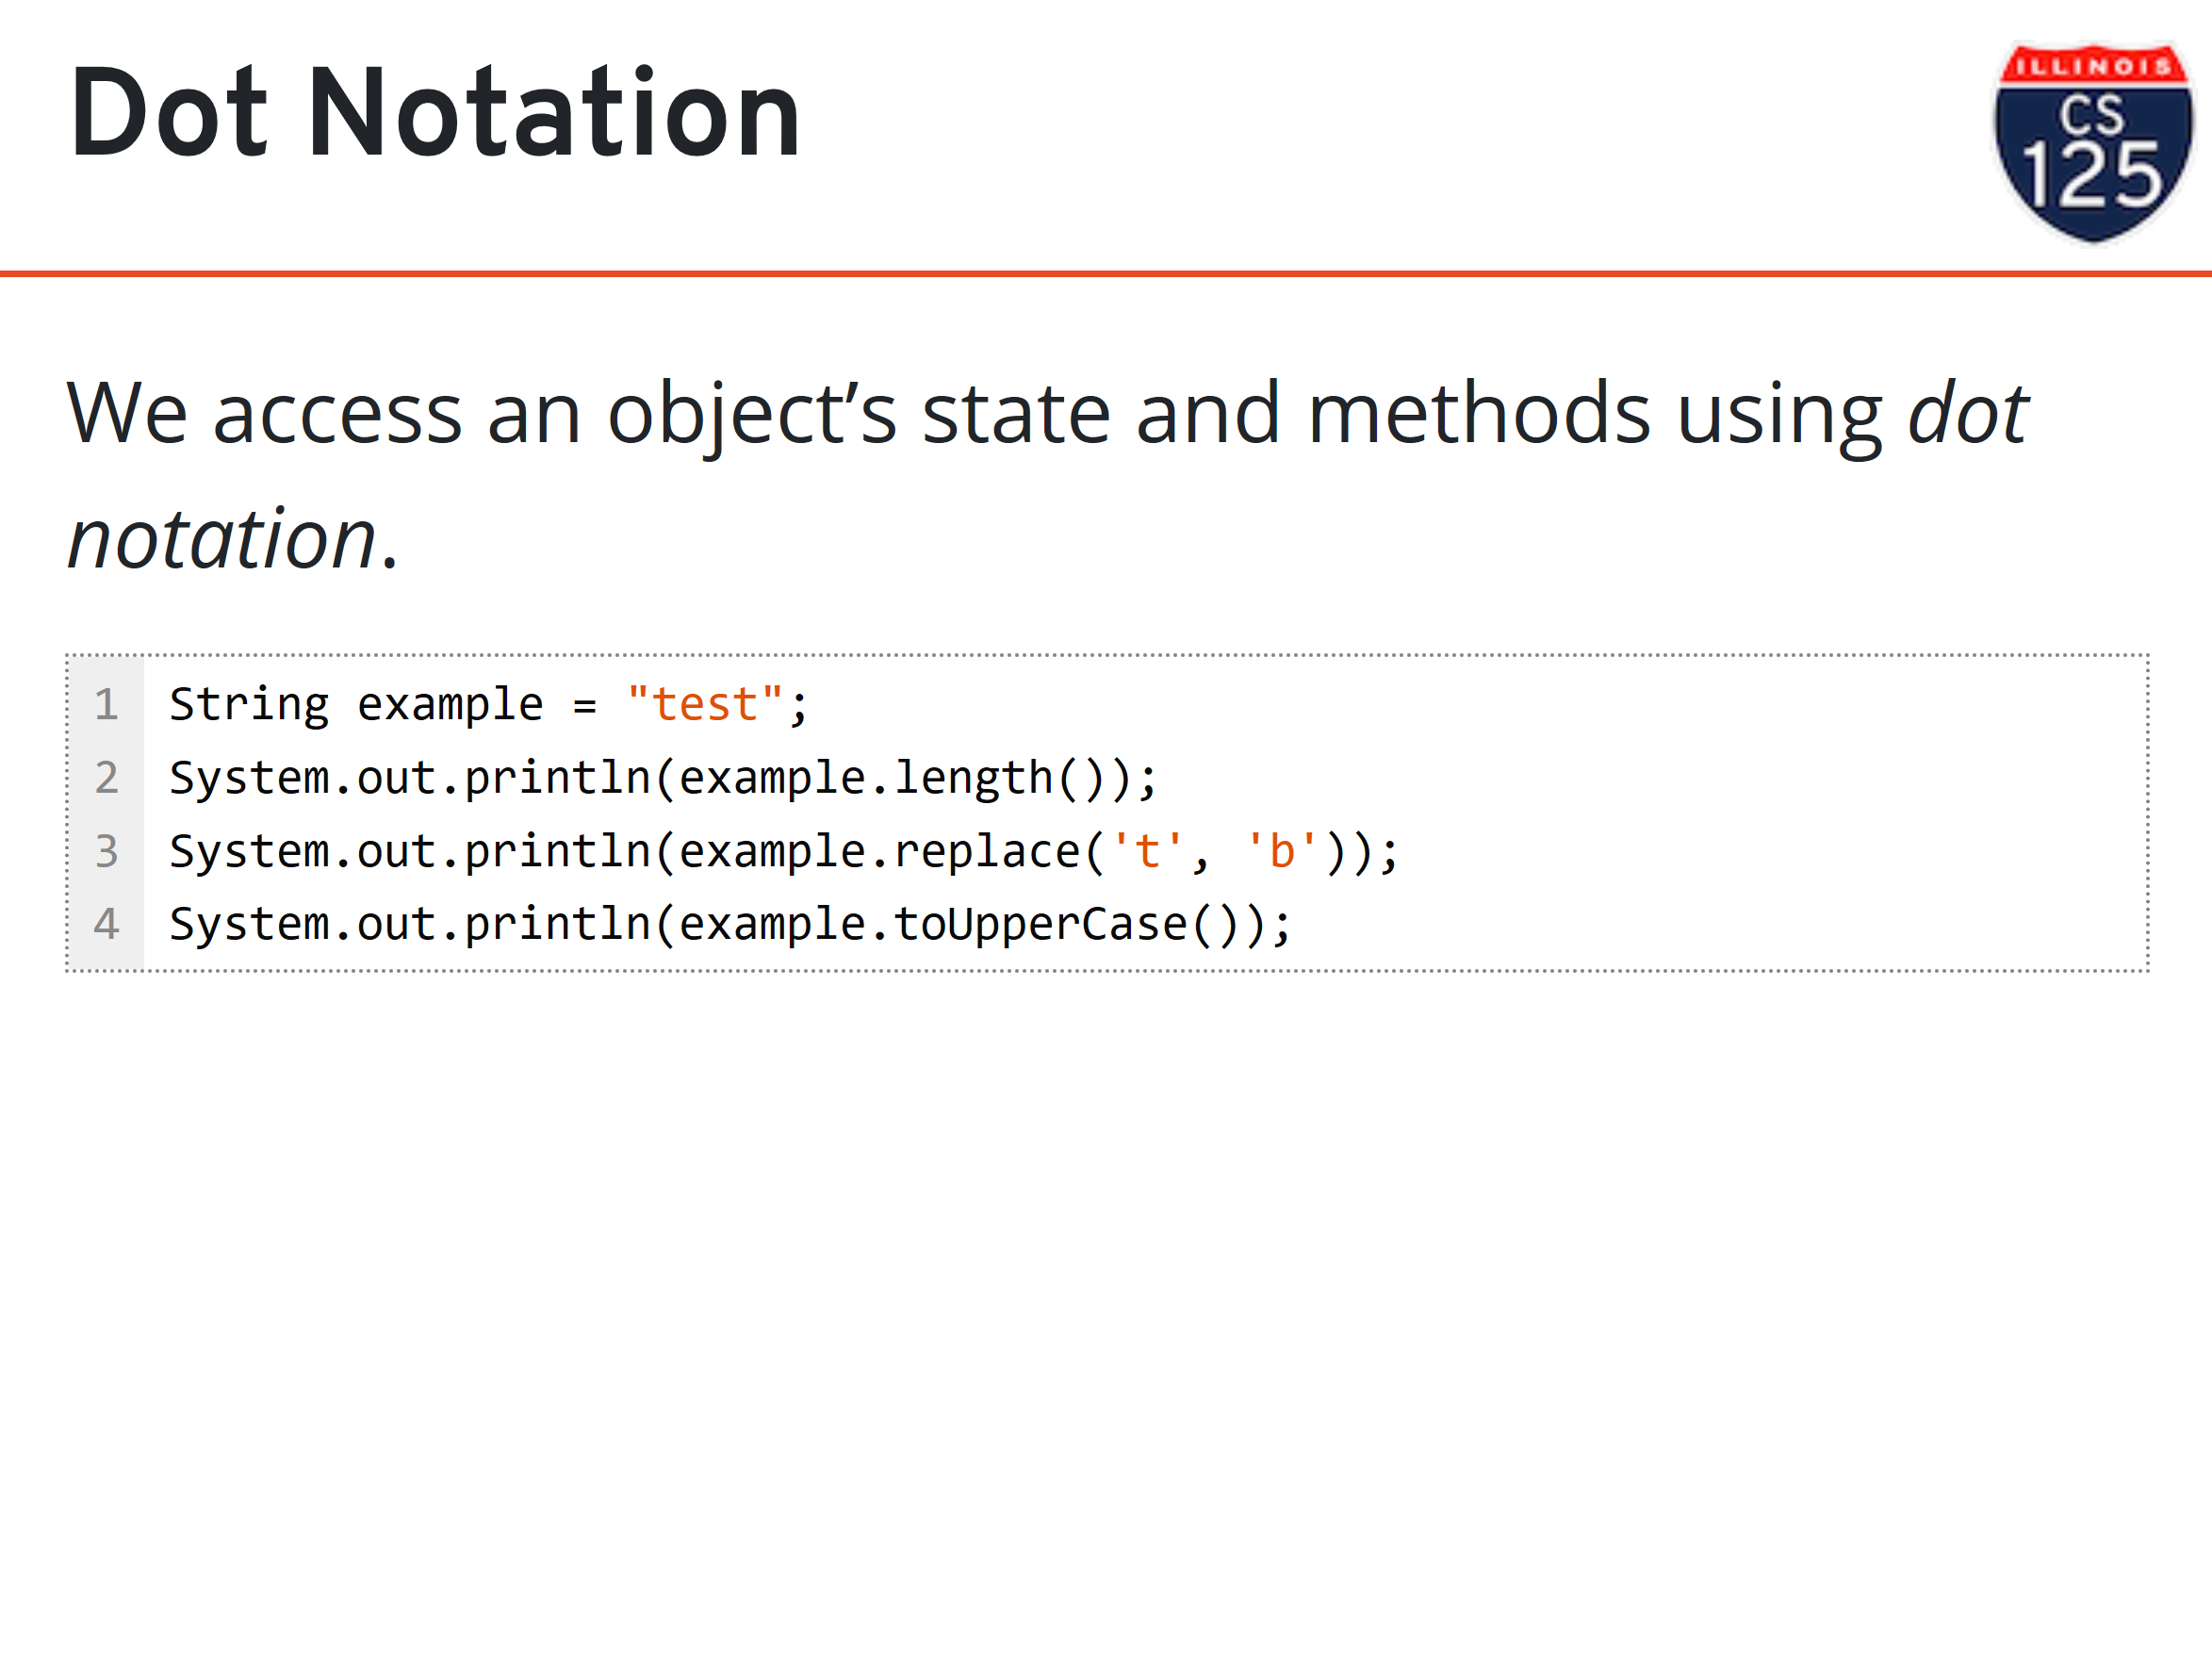 Dot Notation
ILLINOIS
CS
125
We access an object’s state and methods using dot
notation.
1 String example = "test";
2 System.out.println(example.length());
3 System.out.println(example.replace('t', 'b'));
4 System.out.println(example.toUpperCase());